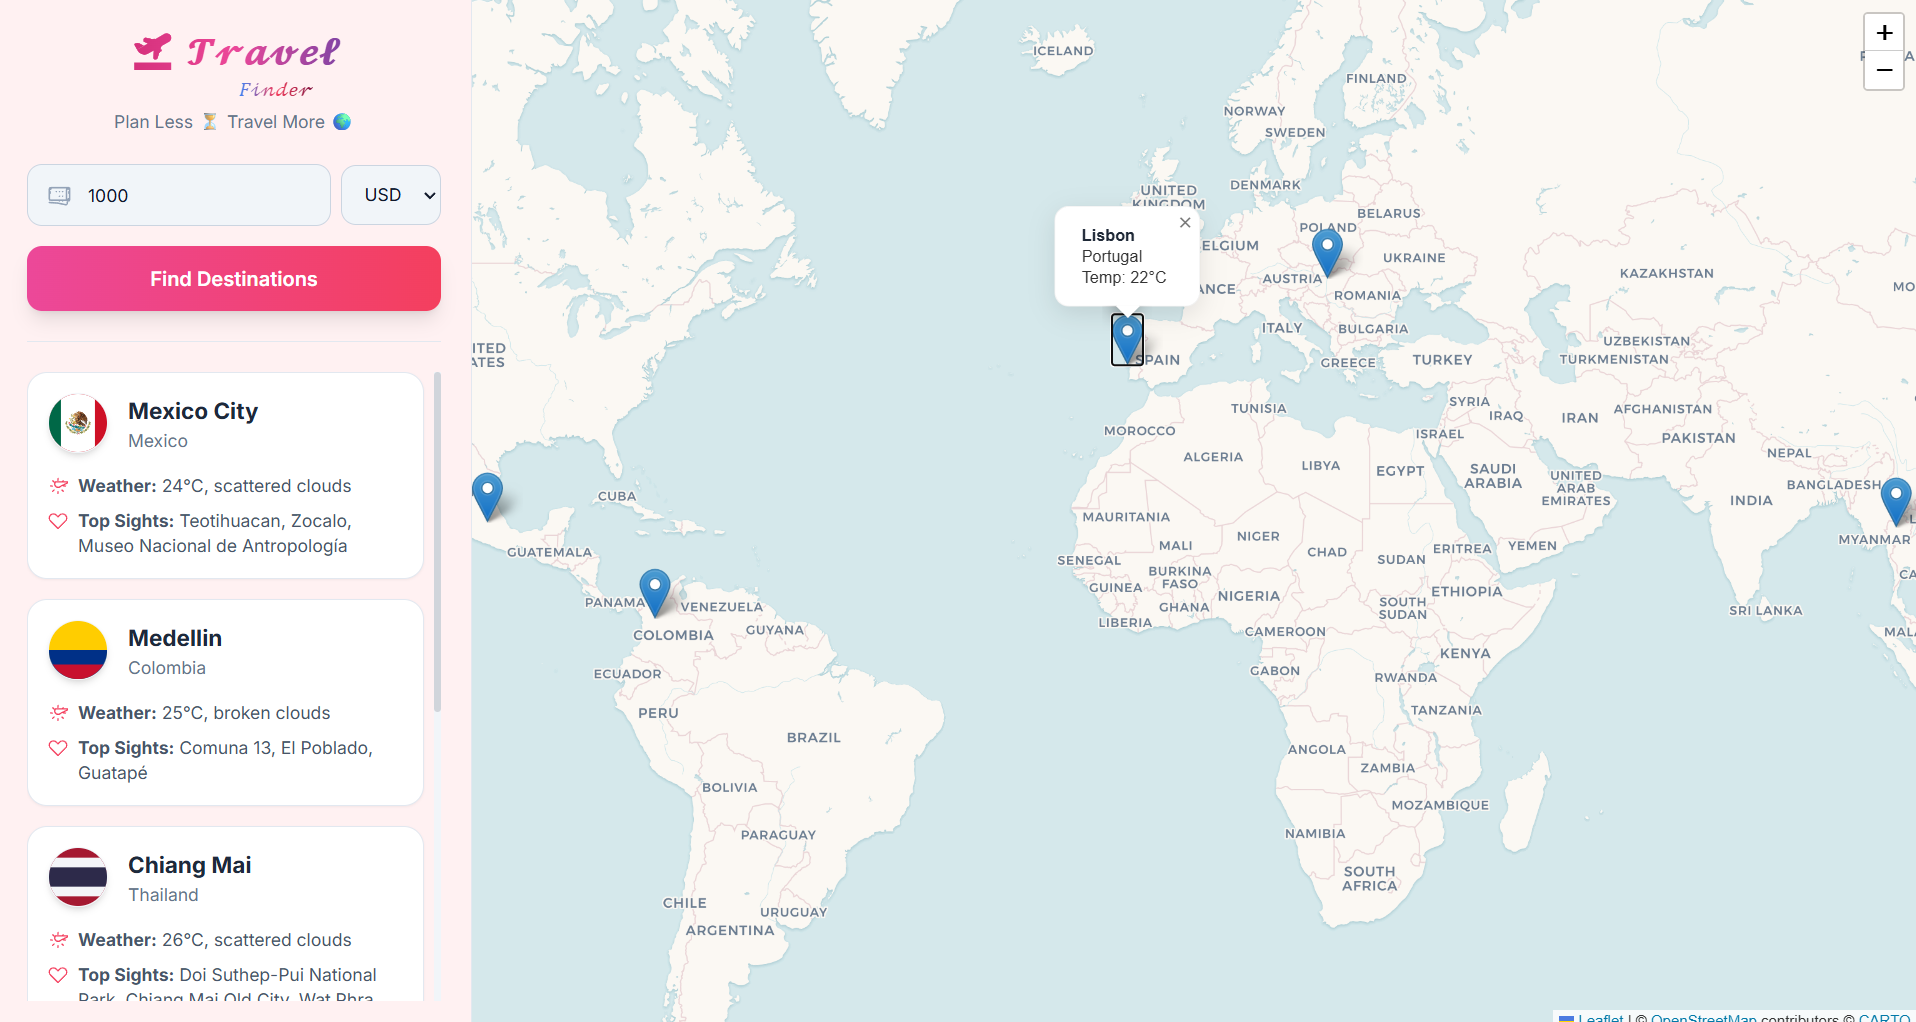 Travel
Finder
Plan Less ⏳ Travel More 🌍
1000
USD
Find Destinations
Mexico City
Mexico
Weather: 24°C, scattered clouds
Top Sights: Teotihuacan, Zocalo,
Museo Nacional de Antropología
Medellin
Colombia
Weather: 25°C, broken clouds
Top Sights: Comuna 13, El Poblado,
Guatapé
Chiang Mai
Thailand
Weather: 26°C, scattered clouds
Top Sights: Doi Suthep-Pui National
Park, Chiang Mai Old City, Wat Phra
+
−
ICELAND
FINLAND
NORWAY
SWEDEN
DENMARK
UNITED
KINGDOM
BELARUS
POLAND
ELGIUM
UKRAINE
AUSTRIA
KAZAKHSTAN
NCE
ROMANIA
MO
Lisbon
Portugal
Temp: 22°C
×
ITALY
BULGARIA
UZBEKISTAN
ITED
TES
SPAIN
GREECE
TURKEY
TURKMENISTAN
TUNISIA
SYRIA
IRAQ
IRAN
AFGHANISTAN
MOROCCO
ISRAEL
PAKISTAN
ALGERIA
LIBYA
EGYPT
SAUDI
ARABIA
NEPAL
UNITED
ARAB
EMIRATES
BANGLADESH
CUBA
INDIA
MAURITANIA
GUATEMALA
MALI
NIGER
CHAD
SUDAN
ERITREA
YEMEN
MYANMAR
SENEGAL
BURKINA
FASO
GUINEA
GHANA
NIGERIA
SOUTH
SUDAN
ETHIOPIA
CA
PANAMA
VENEZUELA
LIBERIA
SRI LANKA
COLOMBIA
GUYANA
CAMEROON
MAL
ECUADOR
GABON
KENYA
RWANDA
PERU
TANZANIA
BRAZIL
ANGOLA
BOLIVIA
ZAMBIA
MOZAMBIQUE
PARAGUAY
NAMIBIA
SOUTH
AFRICA
CHILE
URUGUAY
ARGENTINA
Leaflet | © OpenStreetMap contributors © CARTO